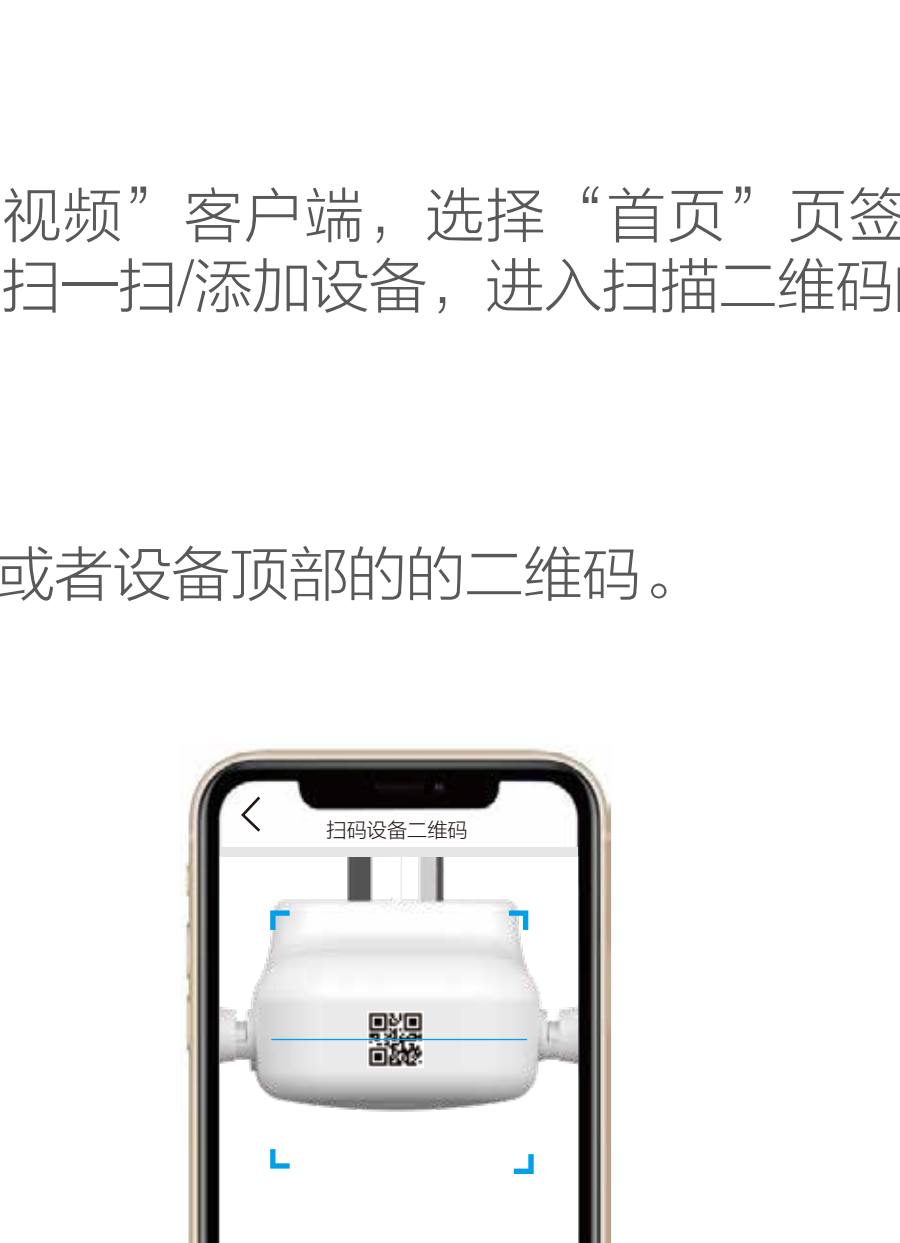 视频”客户端，选择“首页”页签
扫一扫/添加设备，进入扫描二维码
或者设备顶部的的二维码。
扫码设备二维码